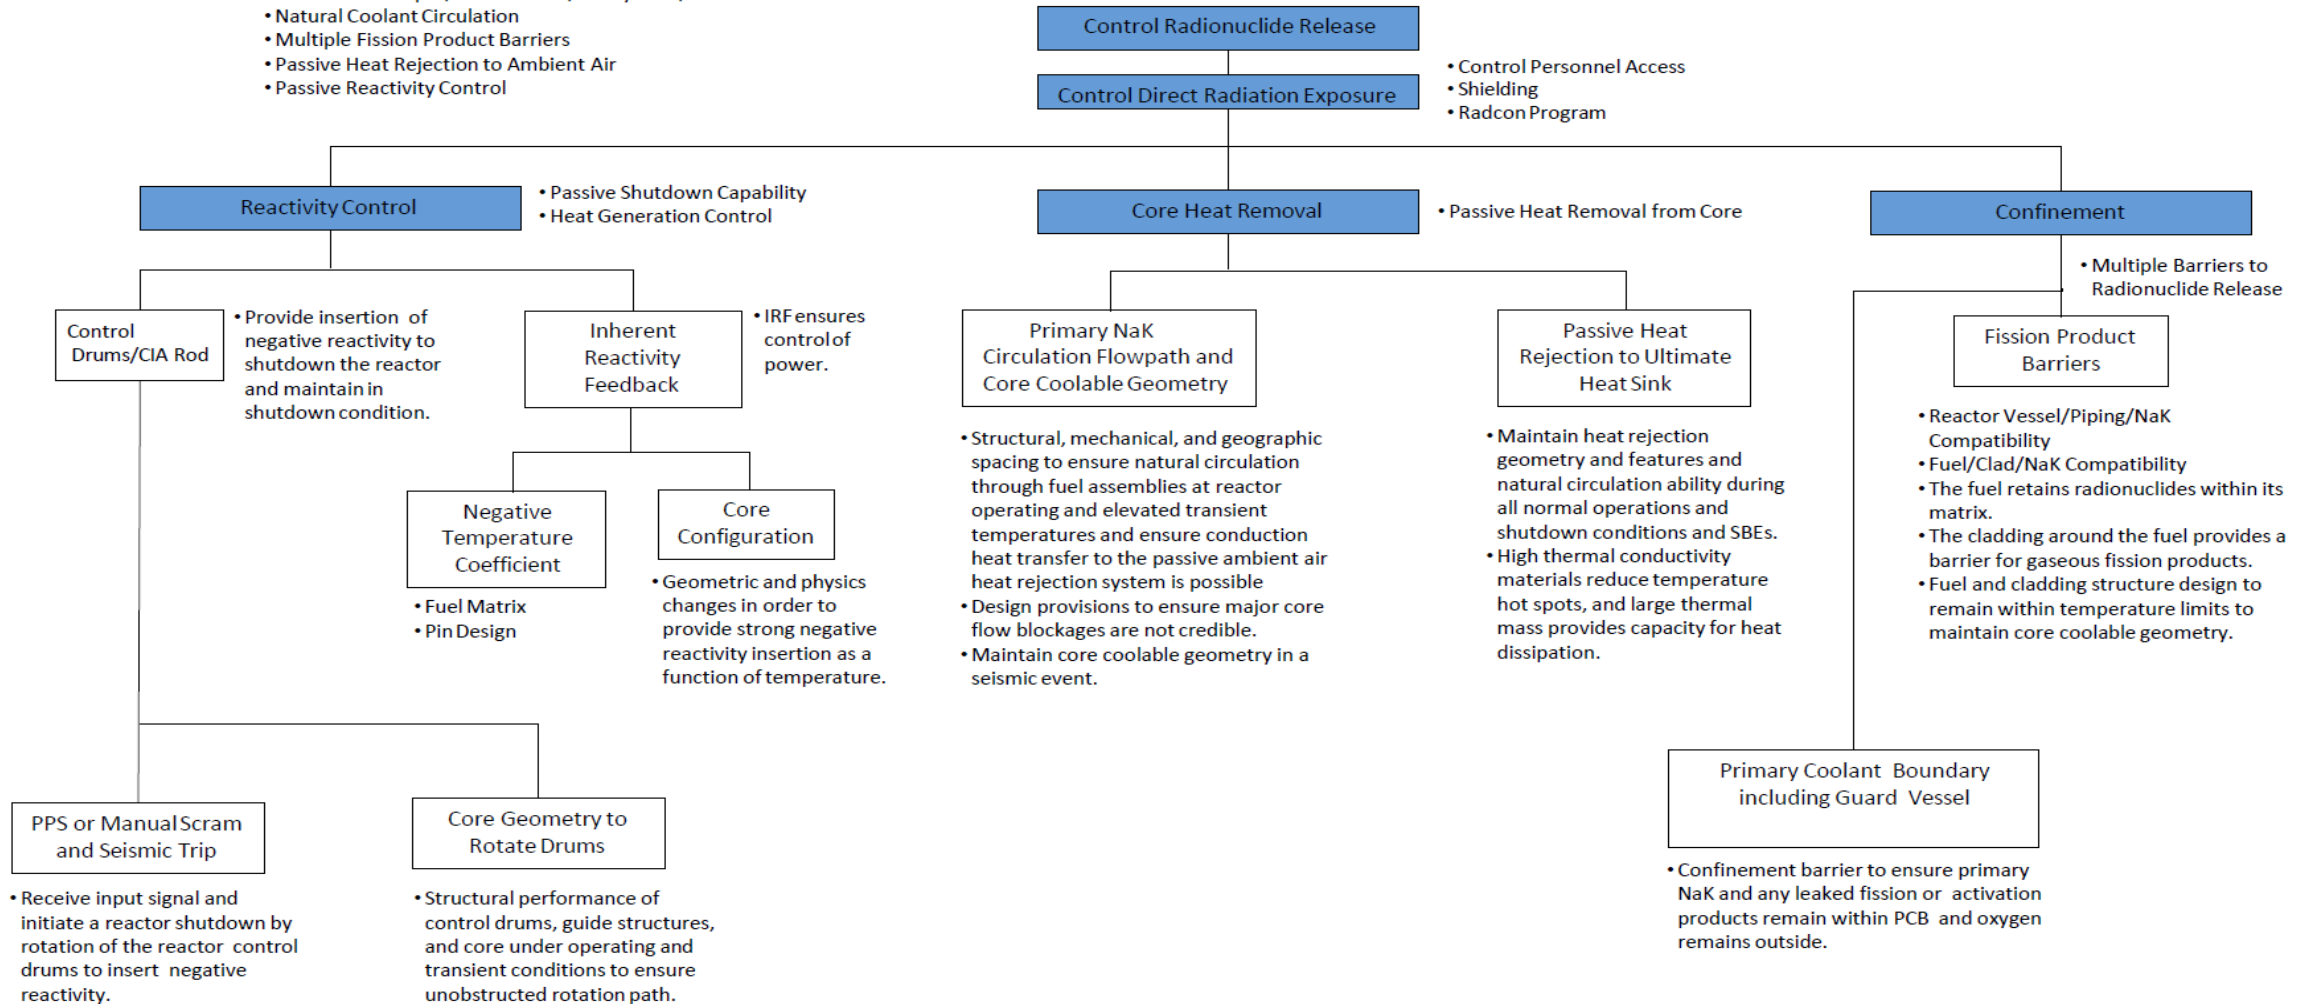 • Natural Coolant Circulation
• Multiple Fission Product Barriers
• Passive Heat Rejection to Ambient Air
• Passive Reactivity Control
Control Radionuclide Release
Control Direct Radiation Exposure
• Control Personnel Access
• Shielding
• Radcon Program
Reactivity Control
• Passive Shutdown Capability
• Heat Generation Control
Core Heat Removal
• Passive Heat Removal from Core
Confinement
• Multiple Barriers to
Radionuclide Release
Control
Drums/CIA Rod
• Provide insertion of
negative reactivity to
shutdown the reactor
and maintain in
shutdown condition.
Inherent
Reactivity
Feedback
• IRF ensures
control of
power.
Primary NaK
Circulation Flowpath and
Core Coolable Geometry
Passive Heat
Rejection to Ultimate
Heat Sink
Fission Product
Barriers
• Structural, mechanical, and geographic
spacing to ensure natural circulation
through fuel assemblies at reactor
operating and elevated transient
temperatures and ensure conduction
heat transfer to the passive ambient air
heat rejection system is possible
• Design provisions to ensure major core
flow blockages are not credible.
• Maintain core coolable geometry in a
seismic event.
• Maintain heat rejection
geometry and features and
natural circulation ability during
all normal operations and
shutdown conditions and SBEs.
• High thermal conductivity
materials reduce temperature
hot spots, and large thermal
mass provides capacity for heat
dissipation.
• Reactor Vessel/Piping/NaK
Compatibility
• Fuel/Clad/NaK Compatibility
• The fuel retains radionuclides within its
matrix.
• The cladding around the fuel provides a
barrier for gaseous fission products.
• Fuel and cladding structure design to
remain within temperature limits to
maintain core coolable geometry.
Negative
Temperature
Coefficient
• Fuel Matrix
• Pin Design
Core
Configuration
• Geometric and physics
changes in order to
provide strong negative
reactivity insertion as a
function of temperature.
PPS or Manual Scram
and Seismic Trip
• Receive input signal and
initiate a reactor shutdown by
rotation of the reactor control
drums to insert negative
reactivity.
Core Geometry to
Rotate Drums
• Structural performance of
control drums, guide structures,
and core under operating and
transient conditions to ensure
unobstructed rotation path.
Primary Coolant Boundary
including Guard Vessel
• Confinement barrier to ensure primary
NaK and any leaked fission or activation
products remain within PCB and oxygen
remains outside.